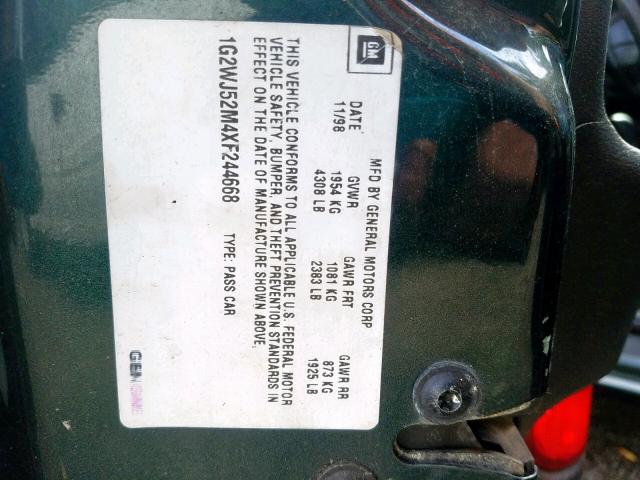 GM
MFD BY GENERAL MOTORS CORP
DATE GVWR GAWR FRT GAWR RR
11/98 1954 KG 1081 KG 873 KG
4308 LB 2383 LB 1925 LB
THIS VEHICLE CONFORMS TO ALL APPLICABLE U.S. FEDERAL MOTOR
VEHICLE SAFETY, BUMPER, AND THEFT PREVENTION STANDARDS IN
EFFECT ON THE DATE OF MANUFACTURE SHOWN ABOVE.
1G2WJ52M4XF244668 TYPE: PASS CAR
GENUINE